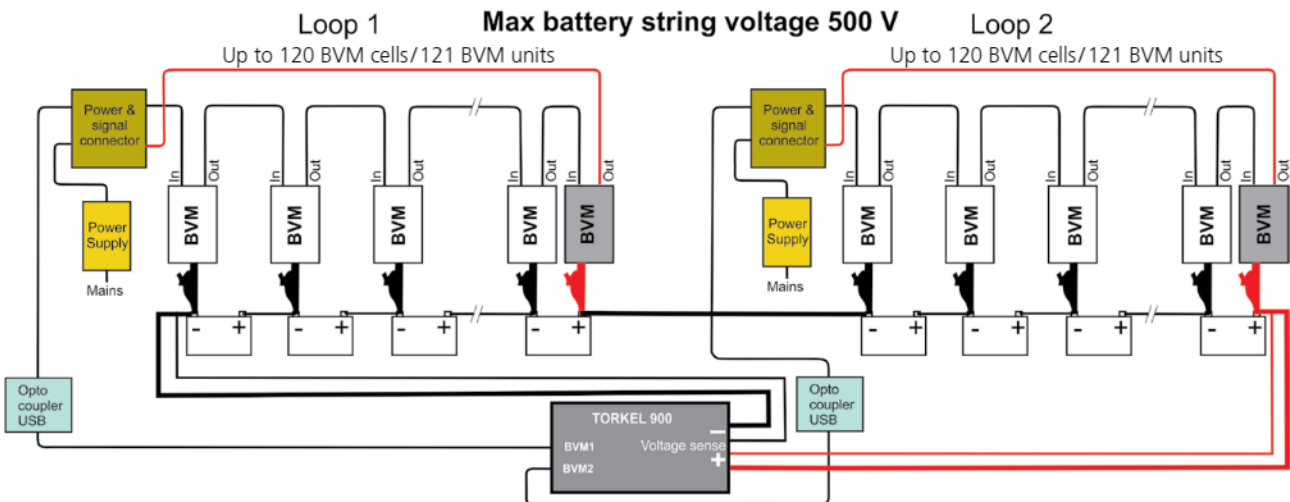 Loop 1
Max battery string voltage 500 V
Loop 2
Up to 120 BVM cells/121 BVM units
Up to 120 BVM cells/121 BVM units
Power &
signal
connector
In
Out
In
Out
In
Out
In
Out
In
Out
Power &
signal
connector
In
Out
In
Out
In
Out
In
Out
In
Out
Power
Supply
Mains
BVM
BVM
BVM
BVM
BVM
Power
Supply
Mains
BVM
BVM
BVM
BVM
BVM
- +
- +
- +
- +
- +
- +
- +
- +
Opto
coupler
USB
Opto
coupler
USB
TORKEL 900
–
BVM1
Voltage sense
BVM2
+